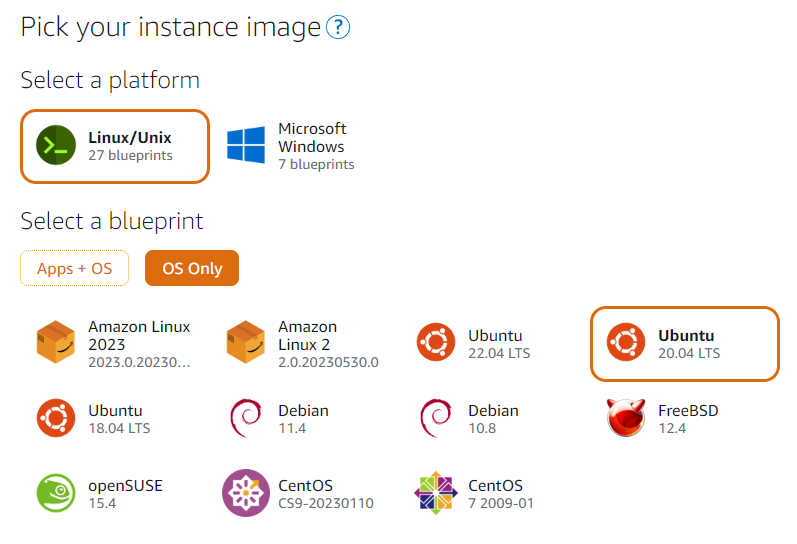 Pick your instance image ?
Select a platform
Linux/Unix
27 blueprints
Microsoft
Windows
7 blueprints
Select a blueprint
Apps + OS
OS Only
Amazon Linux
2023
2023.0.20230...
Amazon
Linux 2
2.0.20230530.0
Ubuntu
22.04 LTS
Ubuntu
20.04 LTS
Ubuntu
18.04 LTS
Debian
11.4
Debian
10.8
FreeBSD
12.4
openSUSE
15.4
CentOS
CS9-20230110
CentOS
7 2009-01